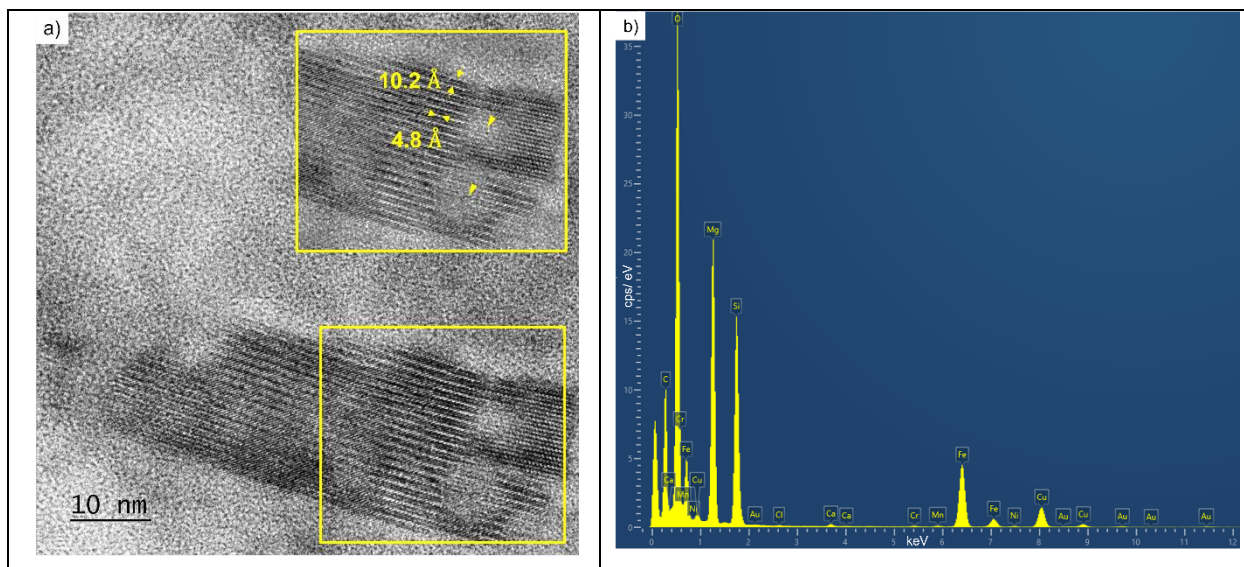 a)
10.2 Å
4.8 Å
10 nm
b)
cps/ eV
35
30
25
20
15
10
5
0
O
Mg
Si
C
Cr
Fe
Ca
Cu
Mn
Ni
Au
Cl
Ca
Ca
Cr
Mn
Fe
Fe
Ni
Cu
Au
Cu
Au
Au
Au
0
1
2
3
4
5
6
7
8
9
10
11
12
keV